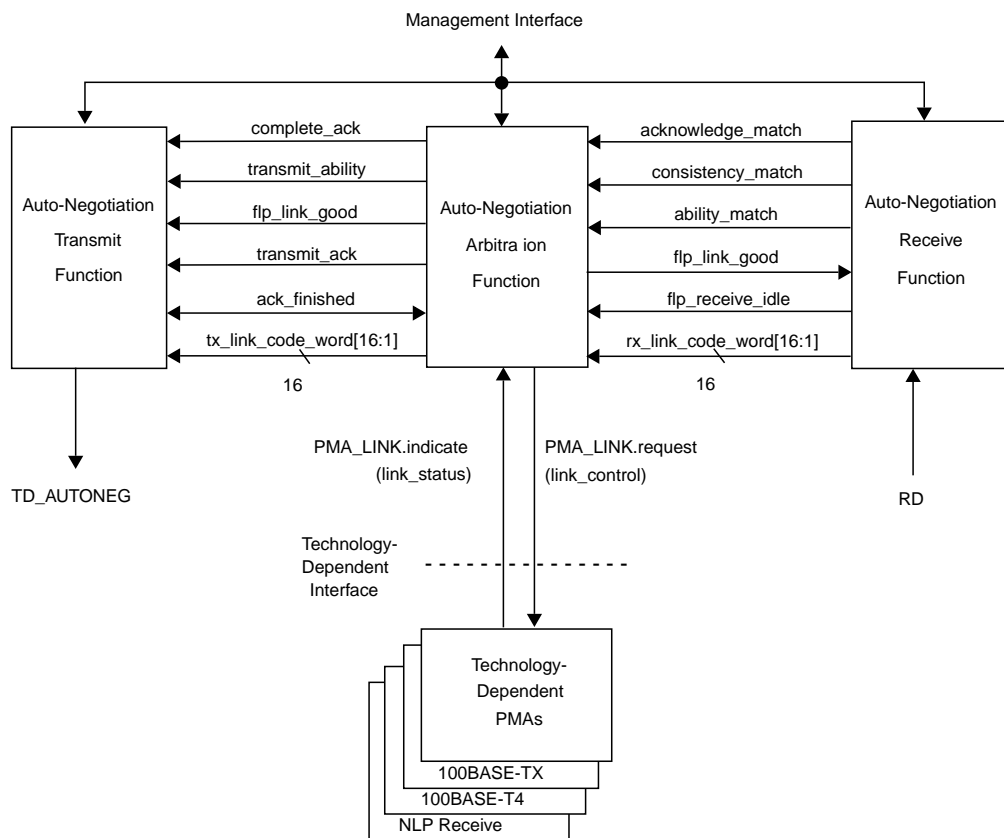 Management Interface
complete_ack
transmit_ability
flp_link_good
transmit_ack
ack_finished
tx_link_code_word[16:1]
16
acknowledge_match
consistency_match
ability_match
flp_link_good
flp_receive_idle
rx_link_code_word[16:1]
16
Auto-Negotiation
Transmit
Function
Auto-Negotiation
Arbitra ion
Function
Auto-Negotiation
Receive
Function
TD_AUTONEG
PMA_LINK.indicate
(link_status)
PMA_LINK.request
(link_control)
RD
Technology-
Dependent
Interface
Technology-
Dependent
PMAs
100BASE-TX
100BASE-T4
NLP Receive